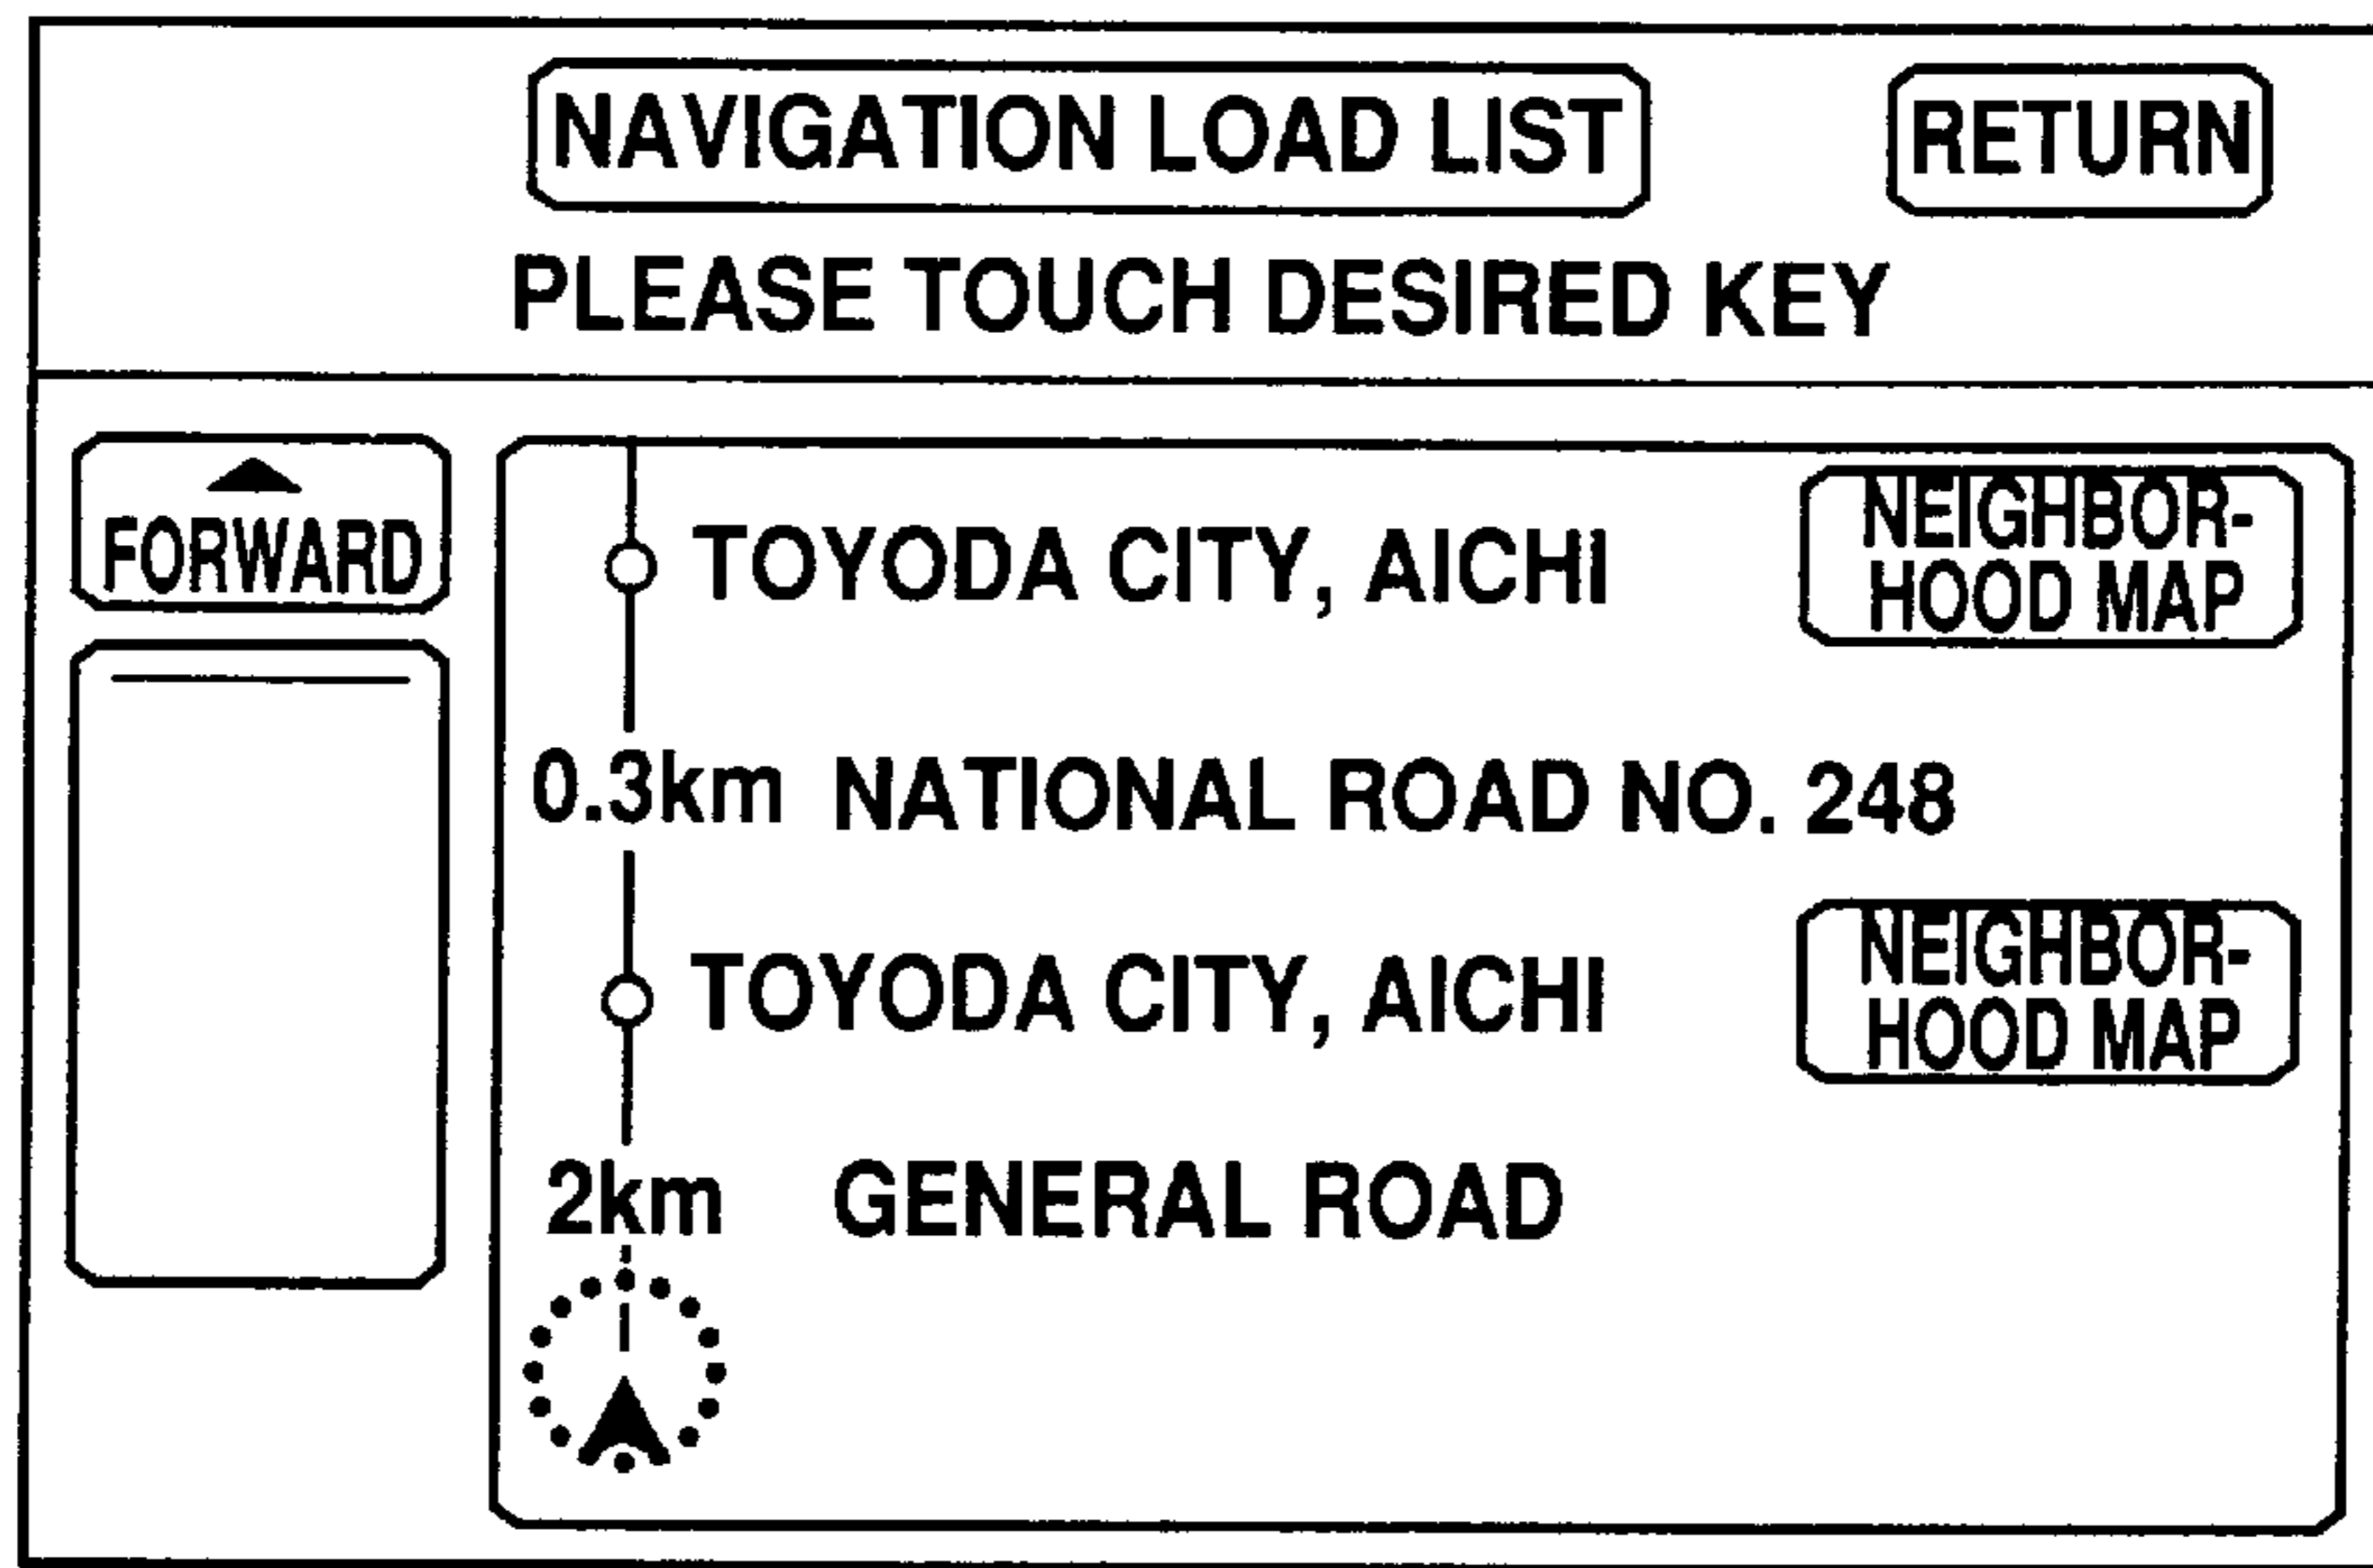 NAVIGATION LOAD LIST
RETURN
PLEASE TOUCH DESIRED KEY
FORWARD
TOYODA CITY, AICHI
NEIGHBOR-
HOOD MAP
0.3km NATIONAL ROAD NO. 248
TOYODA CITY, AICHI
NEIGHBOR-
HOOD MAP
2km GENERAL ROAD